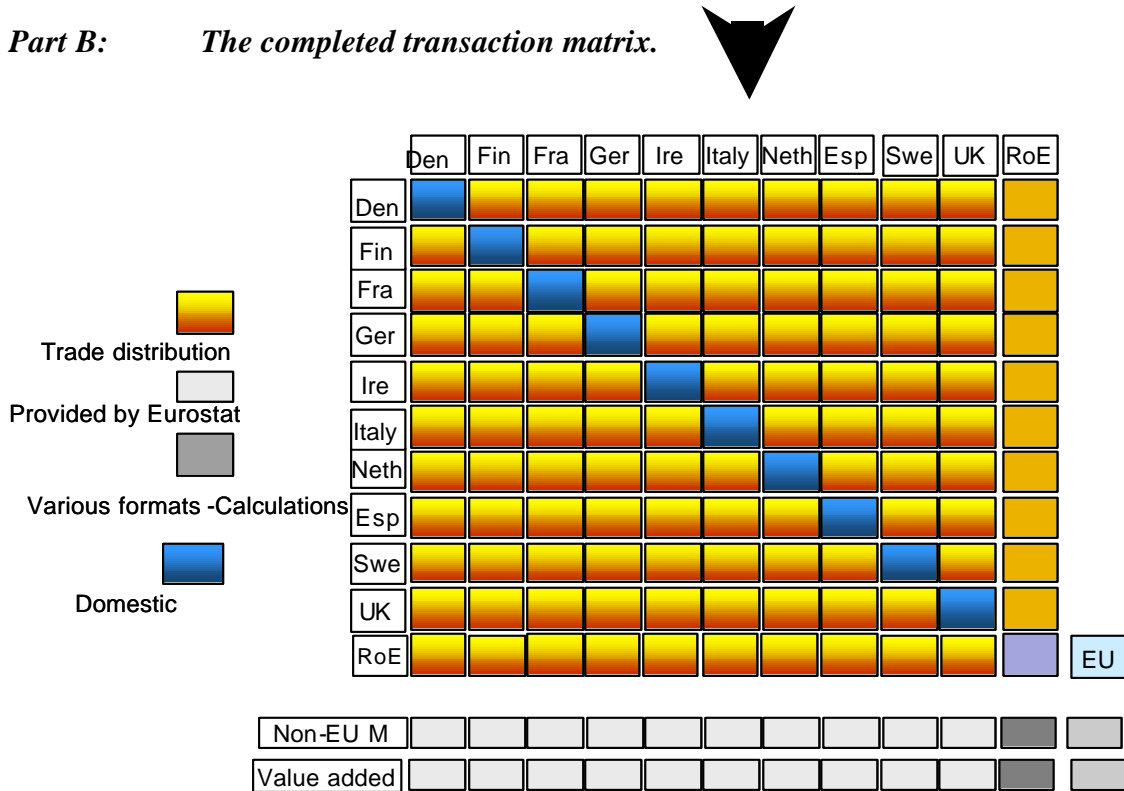 Part B: The completed transaction matrix.
Den Fin Fra Ger Ire Italy Neth Esp Swe UK RoE
Den
Fin
Fra
Ger
Ire
Italy
Neth
Esp
Swe
UK
RoE
EU
Trade distribution
Provided by Eurostat
Various formats -Calculations
Domestic
Non-EU M
Value added